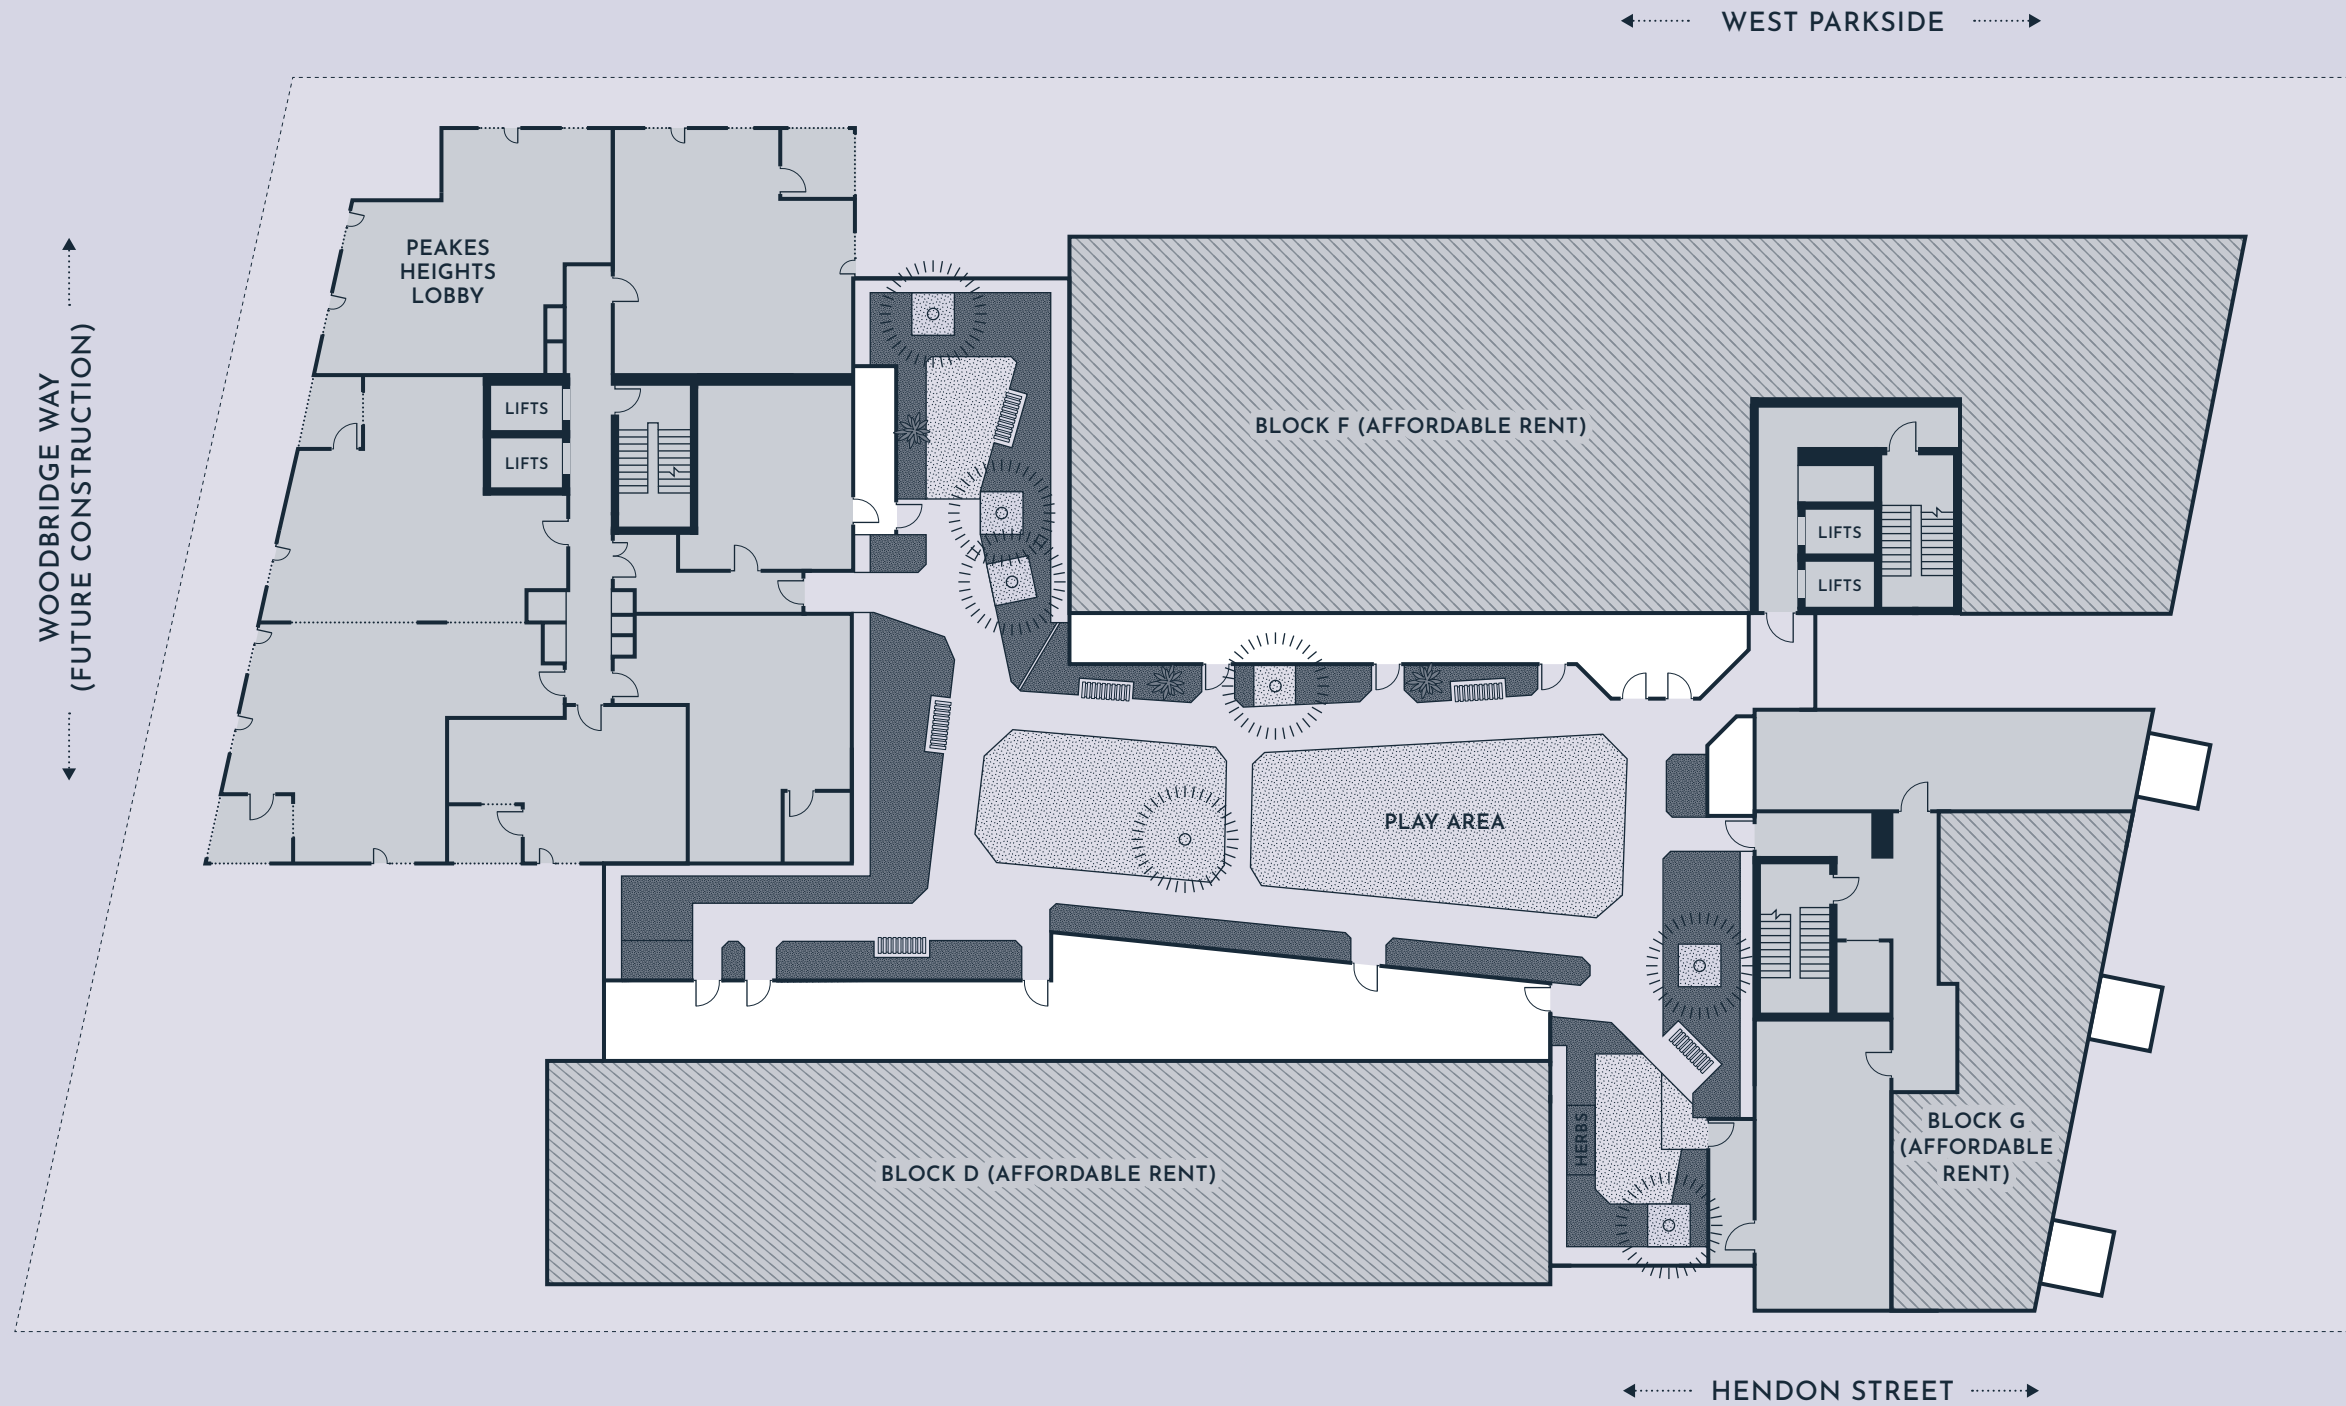 WEST PARKSIDE
PEAKES
HEIGHTS
LOBBY
WOODBRIDGE WAY
(FUTURE CONSTRUCTION)
LIFTS
LIFTS
BLOCK F (AFFORDABLE RENT)
LIFTS
LIFTS
PLAY AREA
BLOCK D (AFFORDABLE RENT)
HERBS
BLOCK G
(AFFORDABLE
RENT)
HENDON STREET